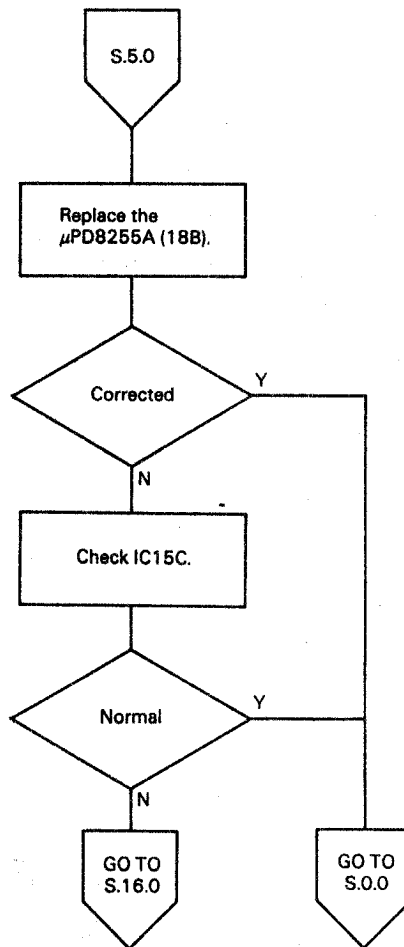 S.5.0
Replace the
μPD8255A (18B).
Corrected
Y
N
Check IC15C.
Normal
Y
N
GO TO
S.16.0
GO TO
S.0.0